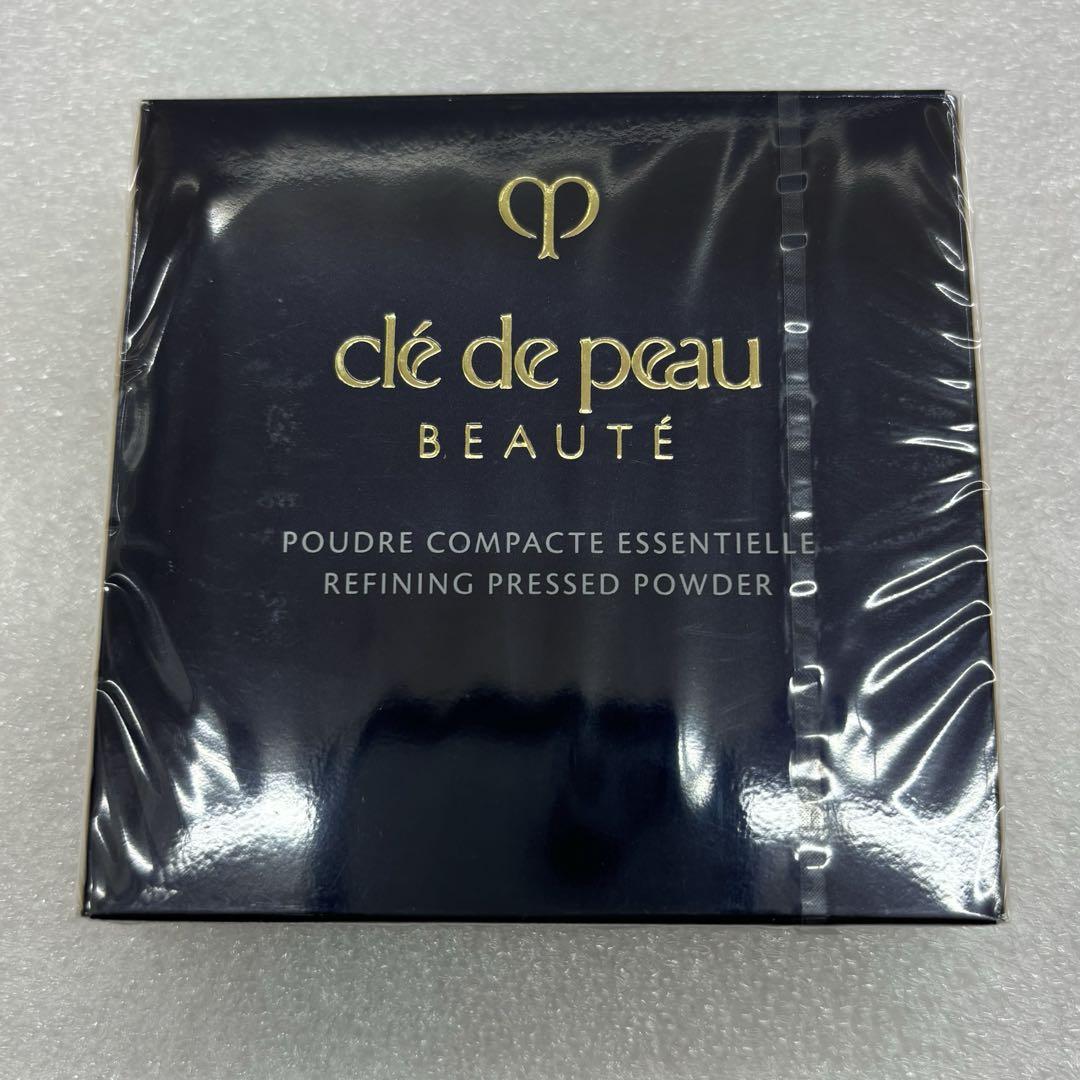 clé de peau
BEAUTÉ
POUDRE COMPACTE ESSENTIELLE
REFINING PRESSED POWDER